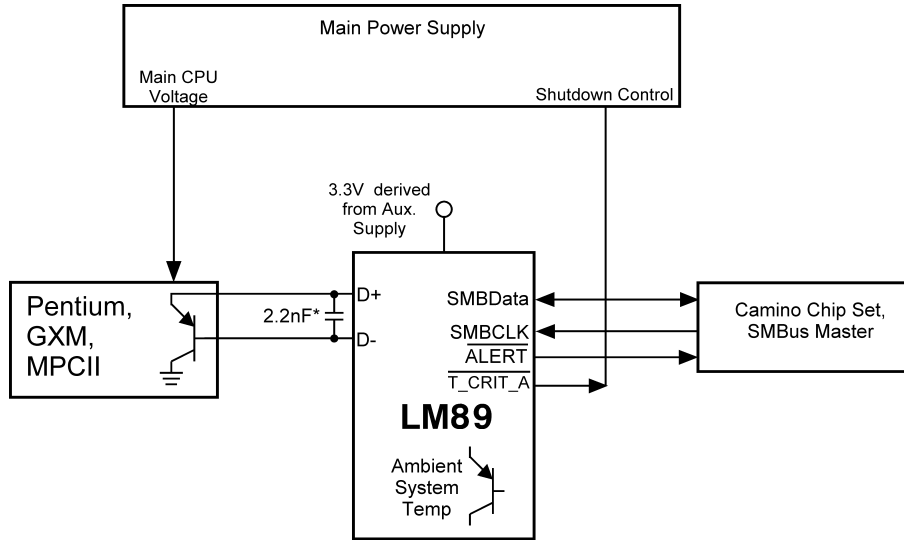 Main Power Supply
Main CPU
Voltage
Shutdown Control
3.3V derived
from Aux.
Supply
Pentium,
GXM,
MPCII
2.2nF*
D+
D-
SMBData
SMBCLK
ALERT
T_CRIT_A
LM89
Ambient
System
Temp
Camino Chip Set,
SMBus Master